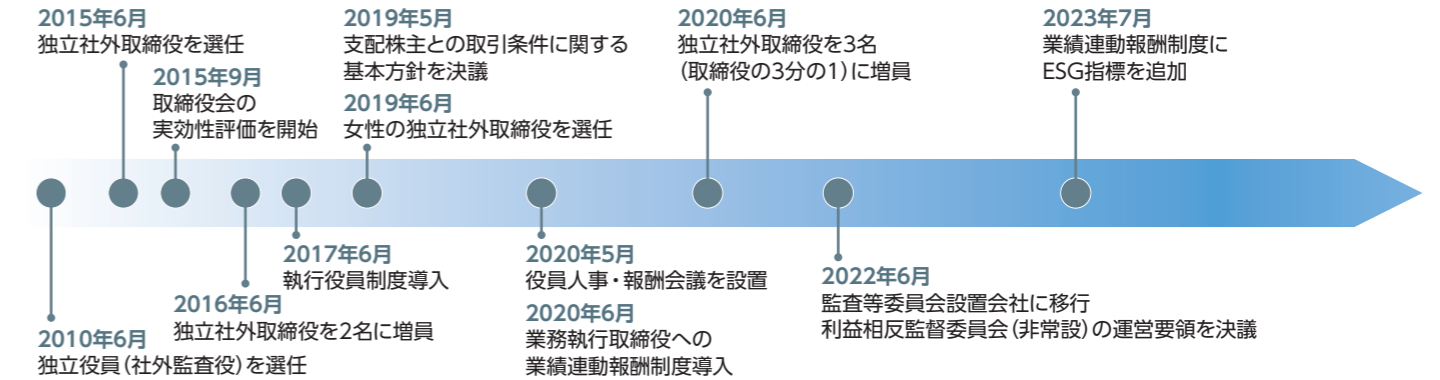 2015年6月
独立社外取締役を選任
2015年9月
取締役会の
実効性評価を開始
2019年5月
支配株主との取引条件に関する
基本方針を決議
2019年6月
女性の独立社外取締役を選任
2020年6月
独立社外取締役を3名
（取締役の3分の1）に増員
2023年7月
業績連動報酬制度に
ESG指標を追加
2010年6月
独立役員（社外監査役）を選任
2016年6月
独立社外取締役を2名に増員
2017年6月
執行役員制度導入
2020年5月
役員人事・報酬会議を設置
2020年6月
業務執行取締役への
業績連動報酬制度導入
2022年6月
監査等委員会設置会社に移行
利益相反監督委員会（非常設）の運営要領を決議